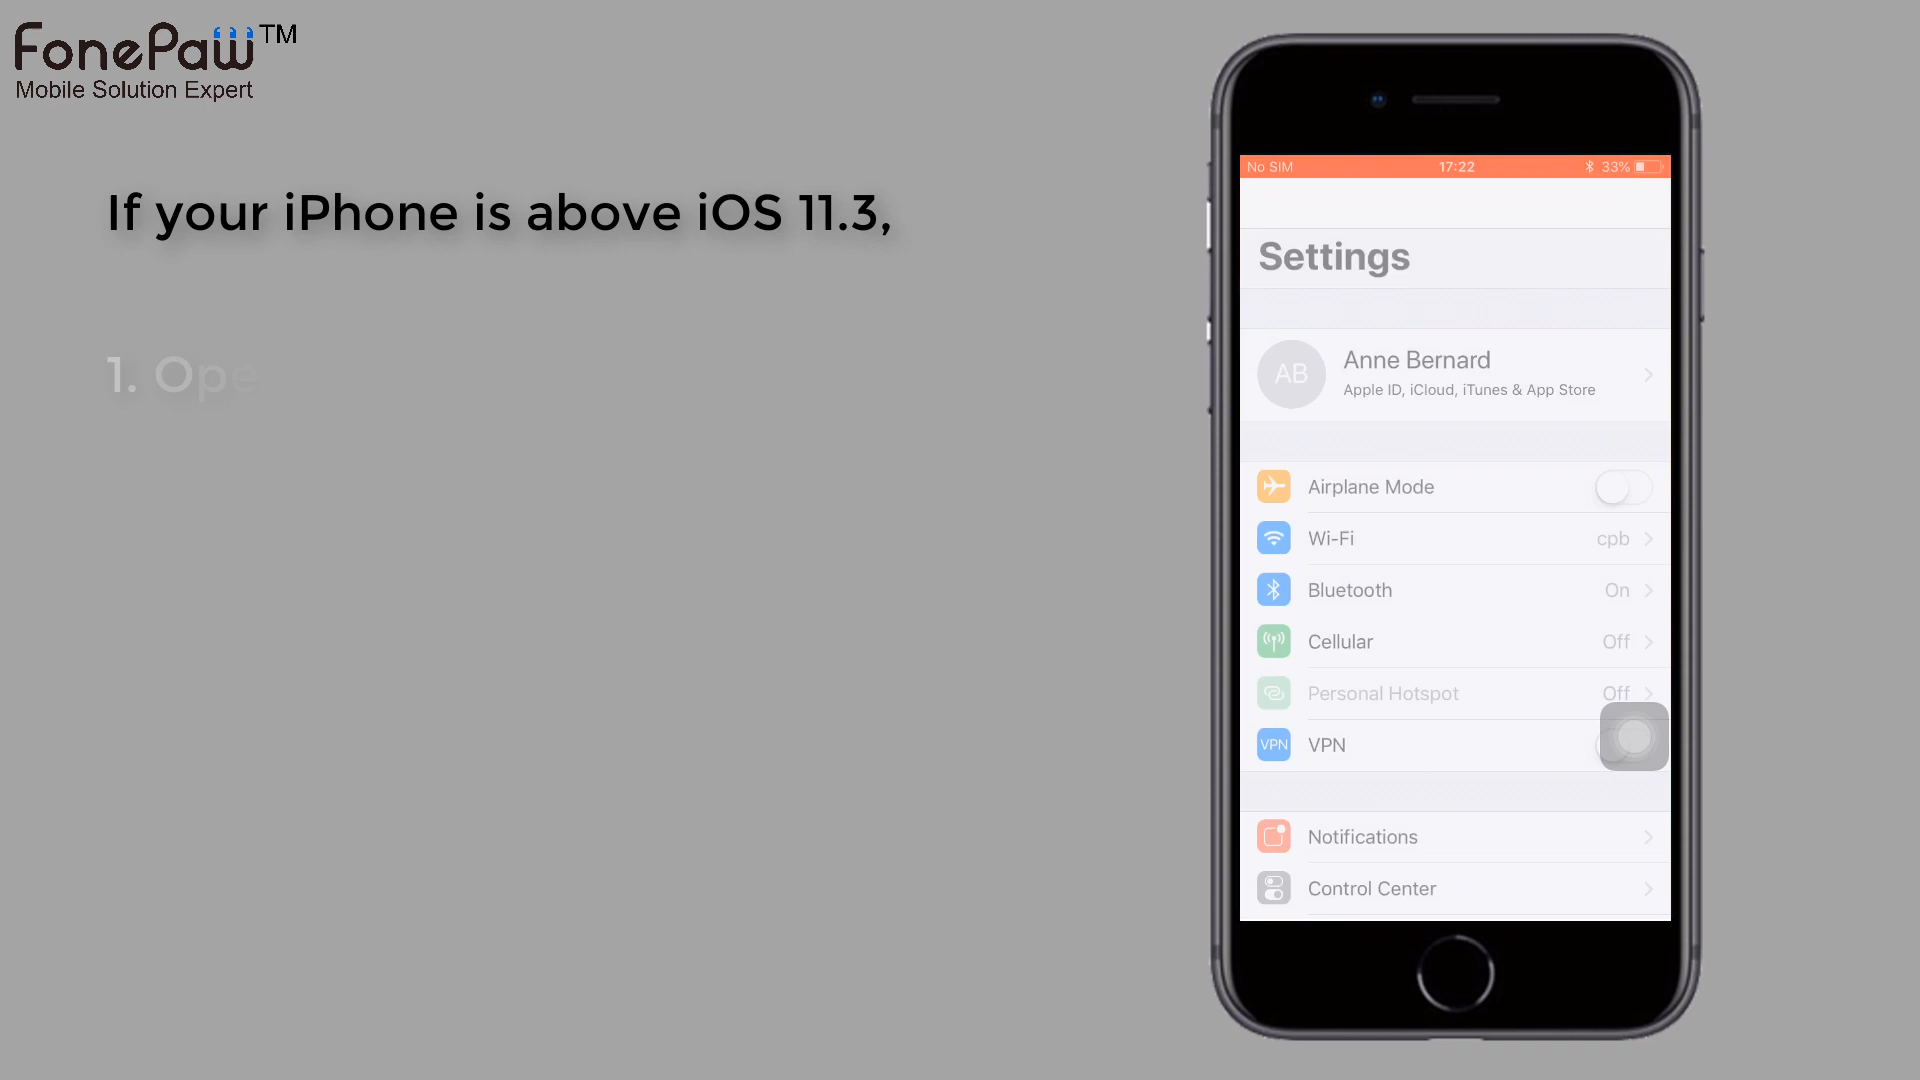 FonePaw™
Mobile Solution Expert
If your iPhone is above iOS 11.3,
1. Ope
No SIM 17:22 33%
Settings
AB Anne Bernard
Apple ID, iCloud, iTunes & App Store
Airplane Mode
Wi-Fi cpb
Bluetooth On
Cellular Off
Personal Hotspot Off
VPN VPN
Notifications
Control Center